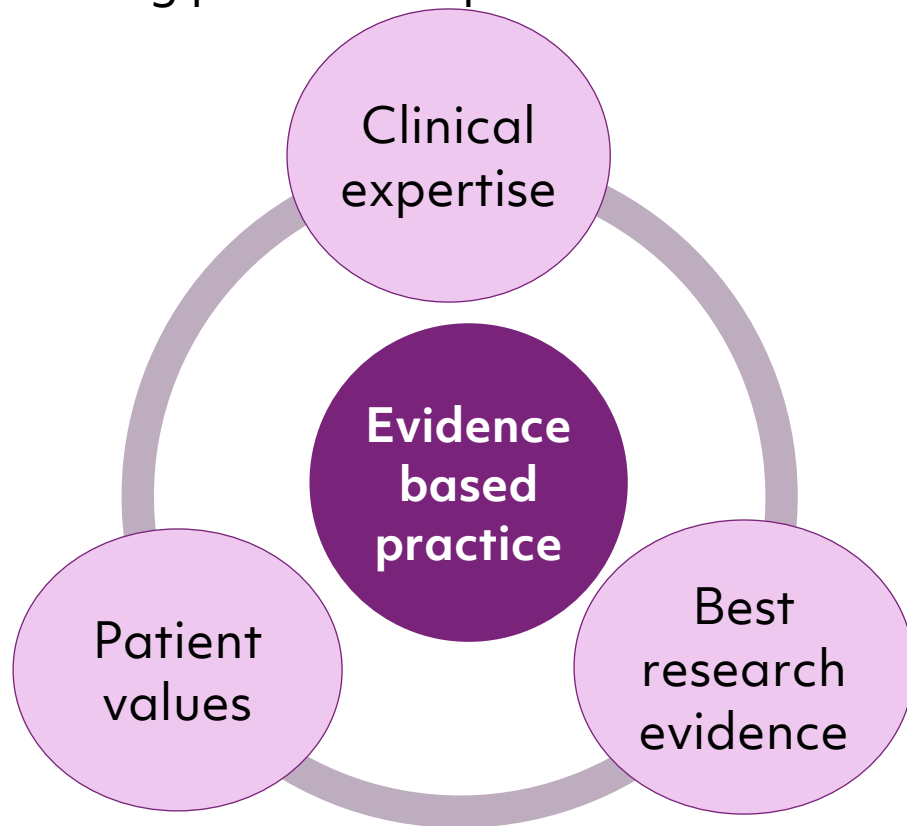 Clinical
expertise
Evidence
based
practice
Patient
values
Best
research
evidence